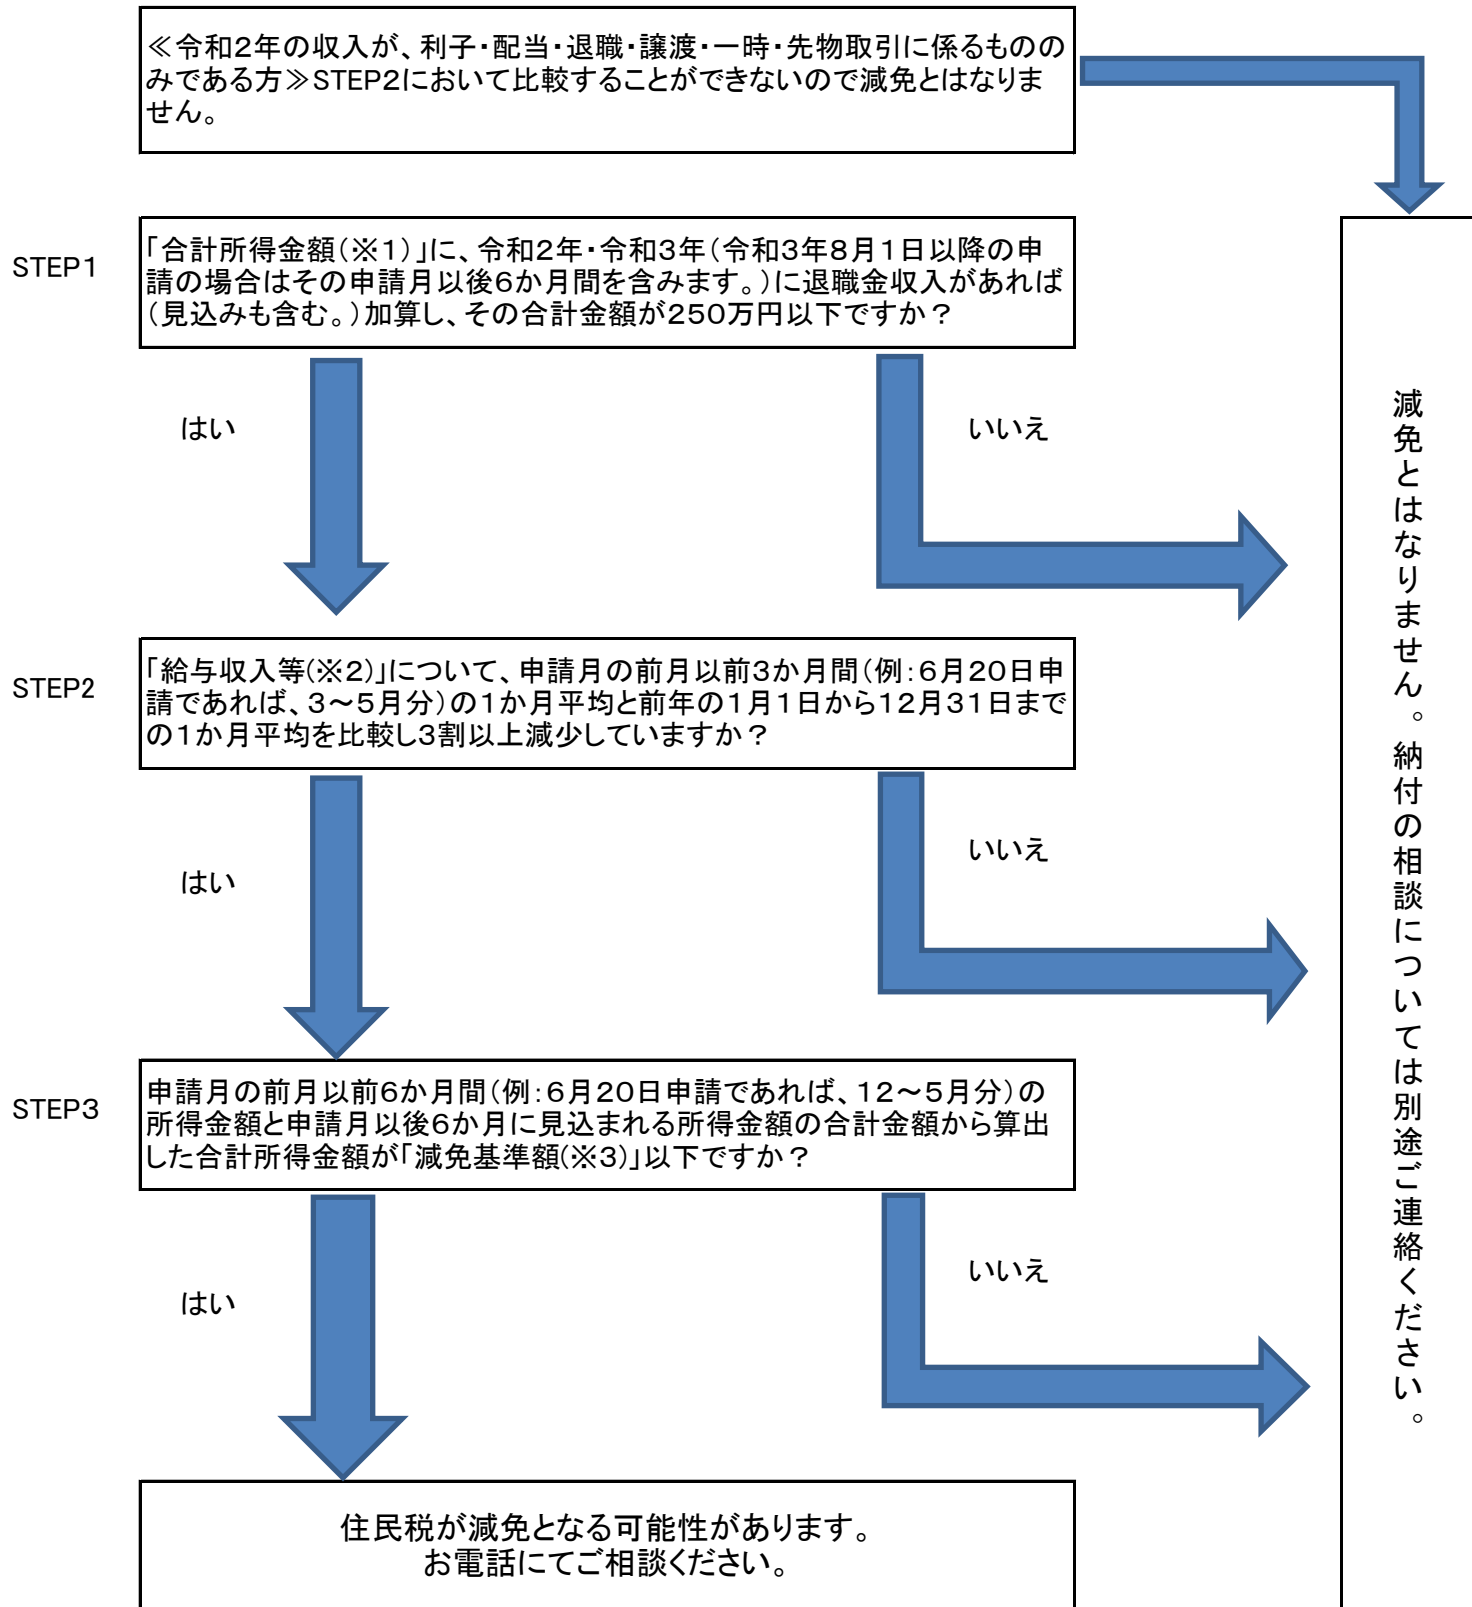 ≪令和2年の収入が、利子・配当・退職・譲渡・一時・先物取引に係るものの
みである方≫STEP2において比較することができないので減免とはなりま
せん。
STEP1
「合計所得金額(※1)」に、令和2年・令和3年(令和3年8月1日以降の申
請の場合はその申請月以後6か月間を含みます。)に退職金収入があれば
(見込みも含む。)加算し、その合計金額が250万円以下ですか？
はい
いいえ
STEP2
「給与収入等(※2)」について、申請月の前月以前3か月間(例:6月20日申
請であれば、3～5月分)の1か月平均と前年の1月1日から12月31日まで
の1か月平均を比較し3割以上減少していますか？
はい
いいえ
STEP3
申請月の前月以前6か月間(例:6月20日申請であれば、12～5月分)の
所得金額と申請月以後6か月に見込まれる所得金額の合計金額から算出
した合計所得金額が「減免基準額(※3)」以下ですか？
はい
いいえ
住民税が減免となる可能性があります。
お電話にてご相談ください。
減免とはなりません。納付の相談については別途ご連絡ください。